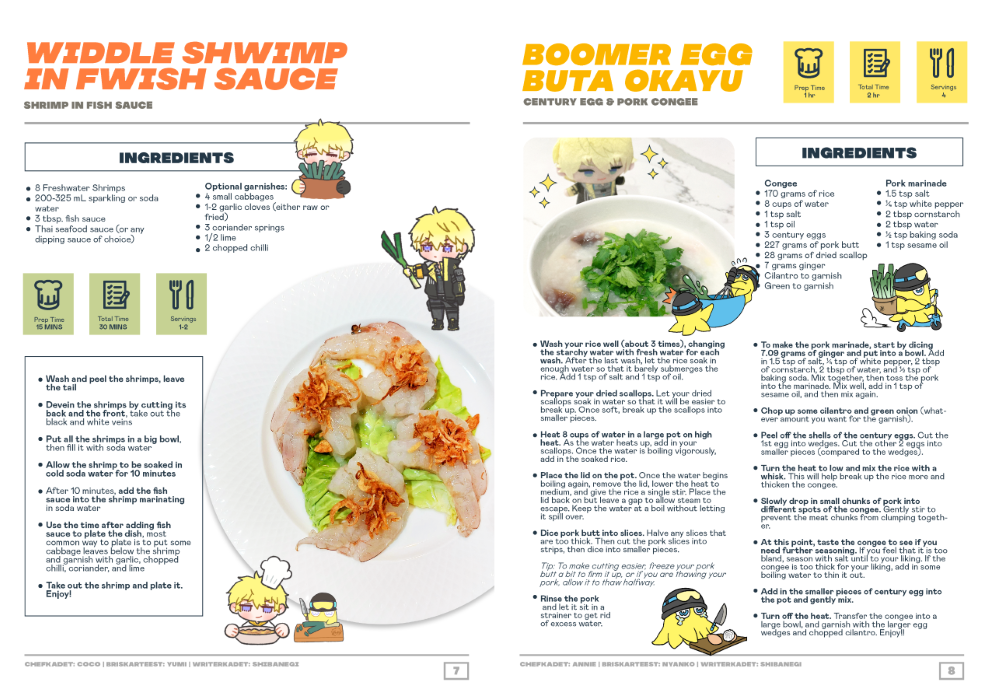 WIDDLE SHWIMP
IN FWISH SAUCE
SHRIMP IN FISH SAUCE
INGREDIENTS
8 Freshwater Shrimps
200-325 mL sparkling or soda
water
3 tbsp. fish sauce
Thai seafood sauce (or any
dipping sauce of choice)
Optional garnishes:
4 small cabbages
1-2 garlic cloves (either raw or
fried)
3 coriander springs
1/2 lime
2 chopped chilli
Prep Time
15 MINS
Total Time
30 MINS
Servings
1-2
Wash and peel the shrimps, leave
the tail
Devein the shrimps by cutting its
back and the front, take out the
black and white veins
Put all the shrimps in a big bowl,
then fill it with soda water
Allow the shrimp to be soaked in
cold soda water for 10 minutes
After 10 minutes, add the fish
sauce into the shrimp marinating
in soda water
Use the time after adding fish
sauce to plate the dish, most
common way to plate is to put some
cabbage leaves below the shrimp
and garnish with garlic, chopped
chilli, coriander, and lime
Take out the shrimp and plate it.
Enjoy!
CHEFKADET: COCO | BRISKARTEEST: YUMI | WRITERKADET: SHIBANEGI
7
BOOMER EGG
BUTA OKAYU
CENTURY EGG & PORK CONGEE
Prep Time
1 hr
Total Time
2 hr
Servings
4
INGREDIENTS
Congee
170 grams of rice
8 cups of water
1 tsp salt
1 tsp oil
3 century eggs
227 grams of pork butt
28 grams of dried scallop
7 grams ginger
Cilantro to garnish
Green to garnish
Pork marinade
1.5 tsp salt
¼ tsp white pepper
2 tbsp cornstarch
2 tbsp water
½ tsp baking soda
1 tsp sesame oil
Wash your rice well (about 3 times), changing
the starchy water with fresh water for each
wash. After the last wash, let the rice soak in
enough water so that it barely submerges the
rice. Add 1 tsp of salt and 1 tsp of oil.
Prepare your dried scallops. Let your dried
scallops soak in water so that it will be easier to
break up. Once soft, break up the scallops into
smaller pieces.
Heat 8 cups of water in a large pot on high
heat. As the water heats up, add in your
scallops. Once the water is boiling vigorously,
add in the soaked rice.
Place the lid on the pot. Once the water begins
boiling again, remove the lid, lower the heat to
medium, and give the rice a single stir. Place the
lid back on but leave a gap to allow steam to
escape. Keep the water at a boil without letting
it spill over.
Dice pork butt into slices. Halve any slices that
are too thick. Then cut the pork slices into
strips, then dice into smaller pieces.
Tip: To make cutting easier, freeze your pork
butt a bit to firm it up, or if you are thawing your
pork, allow it to thaw halfway.
Rinse the pork
and let it sit in a
strainer to get rid
of excess water.
To make the pork marinade, start by dicing
7.09 grams of ginger and put into a bowl. Add
in 1.5 tsp of salt, ¼ tsp of white pepper, 2 tbsp
of cornstarch, 2 tbsp of water, and ½ tsp of
baking soda. Mix together, then toss the pork
into the marinade. Mix well, add in 1 tsp of
sesame oil, and then mix again.
Chop up some cilantro and green onion (what-
ever amount you want for the garnish).
Peel off the shells of the century eggs. Cut the
1st egg into wedges. Cut the other 2 eggs into
smaller pieces (compared to the wedges).
Turn the heat to low and mix the rice with a
whisk. This will help break up the rice more and
thicken the congee.
Slowly drop in small chunks of pork into
different spots of the congee. Gently stir to
prevent the meat chunks from clumping togeth-
er.
At this point, taste the congee to see if you
need further seasoning. If you feel that it is too
bland, season with salt until to your liking. If the
congee is too thick for your liking, add in some
boiling water to thin it out.
Add in the smaller pieces of century egg into
the pot and gently mix.
Turn off the heat. Transfer the congee into a
large bowl, and garnish with the larger egg
wedges and chopped cilantro. Enjoy!!
CHEFKADET: ANNIE | BRISKARTEEST: NYANKO | WRITERKADET: SHIBANEGI
8